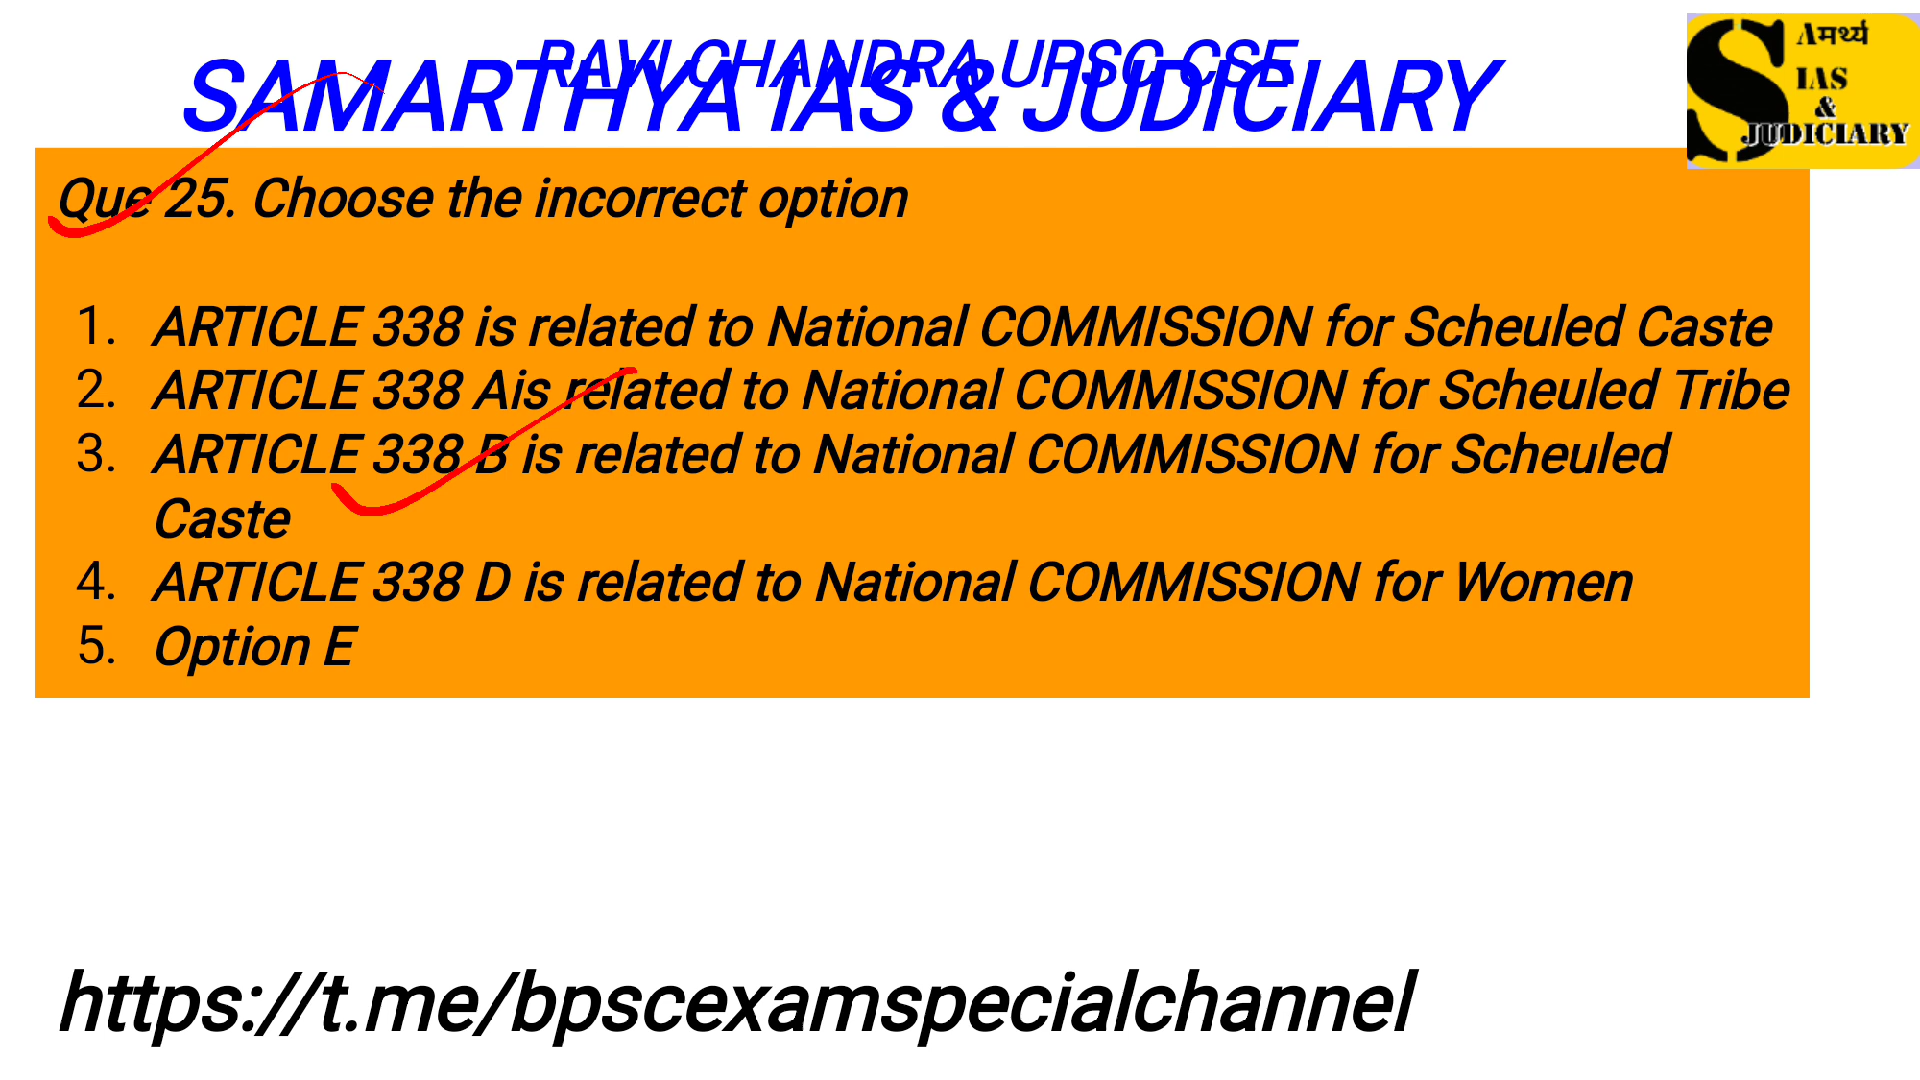 RAVI CHANDRA UPSC CSE
SAMARTHYA IAS & JUDICIARY
Sामर्थ्य
IAS
&
JUDICIARY
Que 25. Choose the incorrect option
1. ARTICLE 338 is related to National COMMISSION for Scheuled Caste
2. ARTICLE 338 Ais related to National COMMISSION for Scheuled Tribe
3. ARTICLE 338 B is related to National COMMISSION for Scheuled
Caste
4. ARTICLE 338 D is related to National COMMISSION for Women
5. Option E
https://t.me/bpscexamspecialchannel